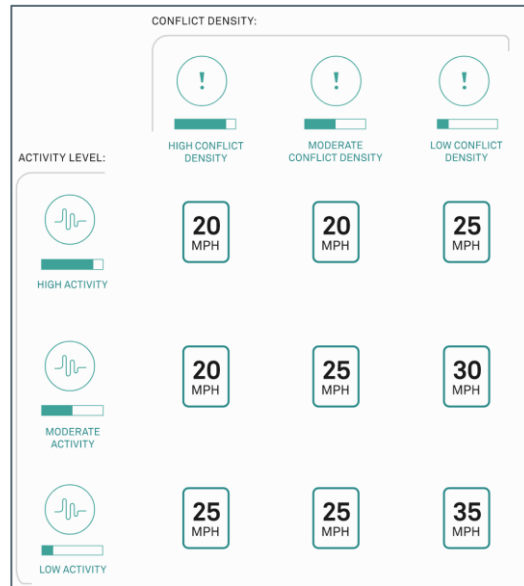 CONFLICT DENSITY:
!
!
!
HIGH CONFLICT
DENSITY
MODERATE
CONFLICT DENSITY
LOW CONFLICT
DENSITY
ACTIVITY LEVEL:
HIGH ACTIVITY
20
MPH
20
MPH
25
MPH
MODERATE
ACTIVITY
20
MPH
25
MPH
30
MPH
LOW ACTIVITY
25
MPH
25
MPH
35
MPH